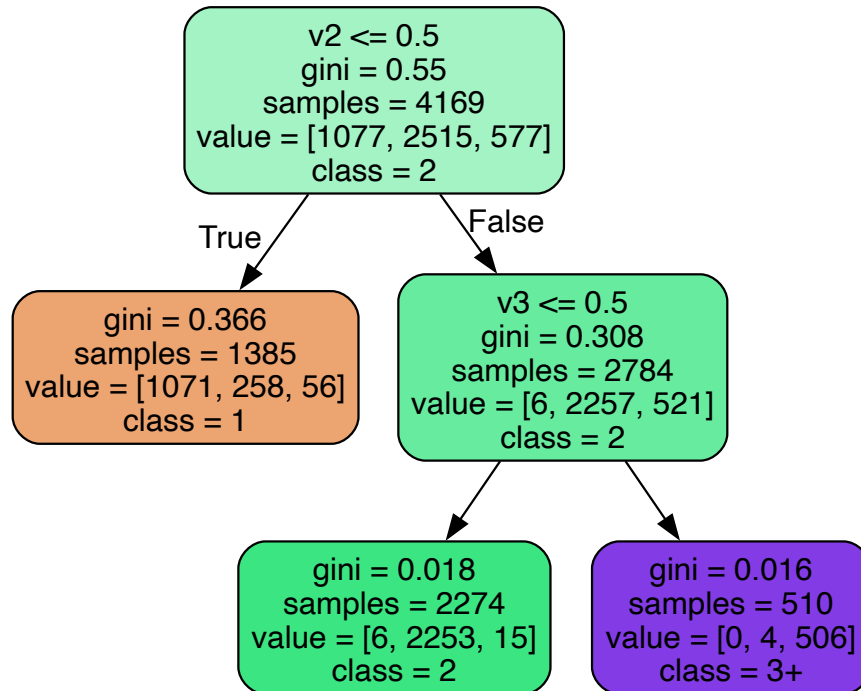 v2 <= 0.5
gini = 0.55
samples = 4169
value = [1077, 2515, 577]
class = 2
True
False
gini = 0.366
samples = 1385
value = [1071, 258, 56]
class = 1
v3 <= 0.5
gini = 0.308
samples = 2784
value = [6, 2257, 521]
class = 2
gini = 0.018
samples = 2274
value = [6, 2253, 15]
class = 2
gini = 0.016
samples = 510
value = [0, 4, 506]
class = 3+